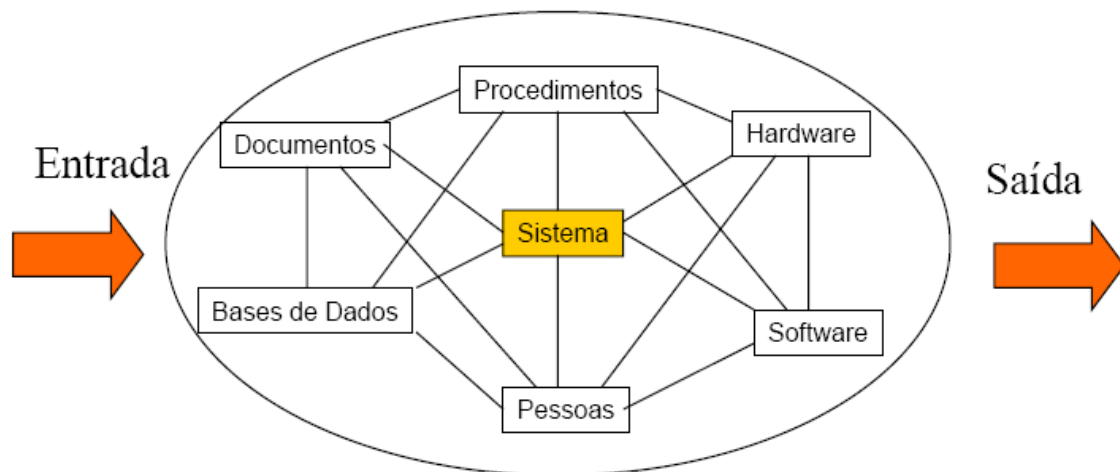 Procedimentos
Documentos
Hardware
Entrada
Saída
Sistema
Bases de Dados
Software
Pessoas